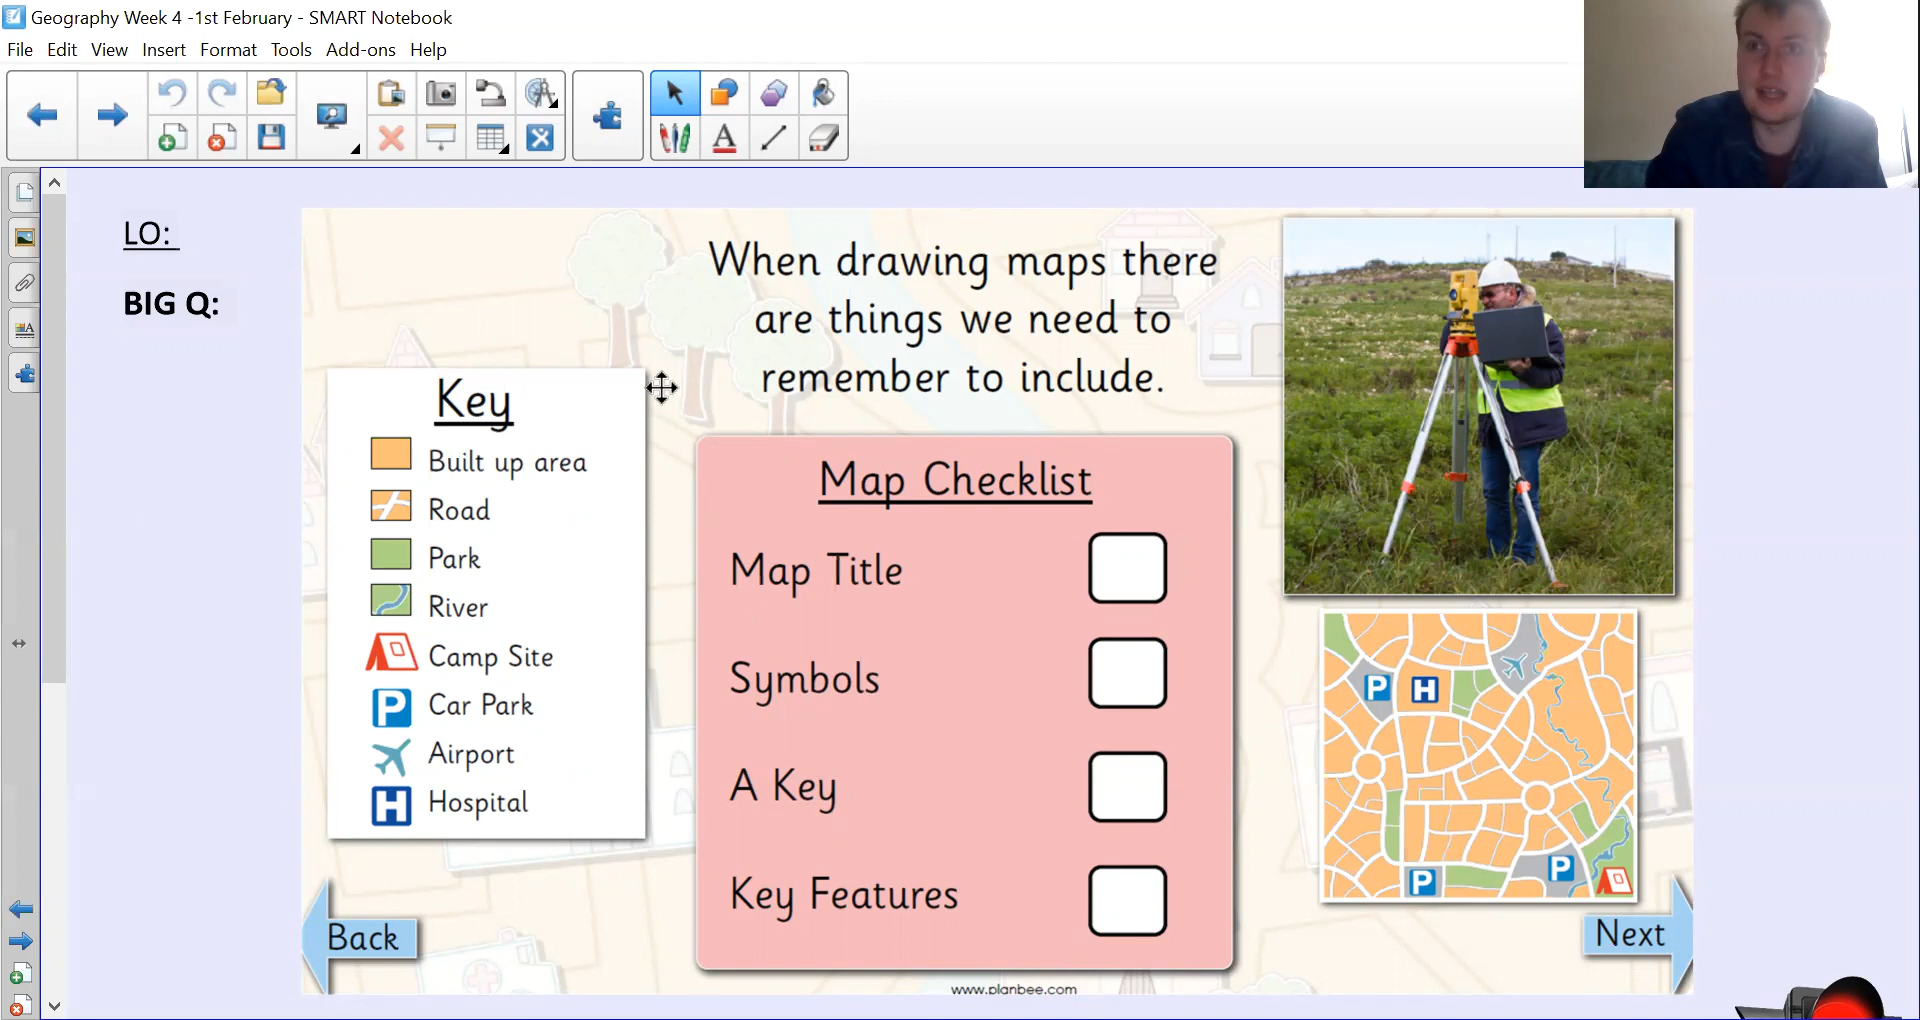 Geography Week 4 -1st February - SMART Notebook
File Edit View Insert Format Tools Add-ons Help
LO:
BIG Q:
When drawing maps there
are things we need to
remember to include.
Key
Built up area
Road
Park
River
Camp Site
P Car Park
Airport
H Hospital
Map Checklist
Map Title
Symbols
A Key
Key Features
P H
P
P
Back
Next
www.planbee.com